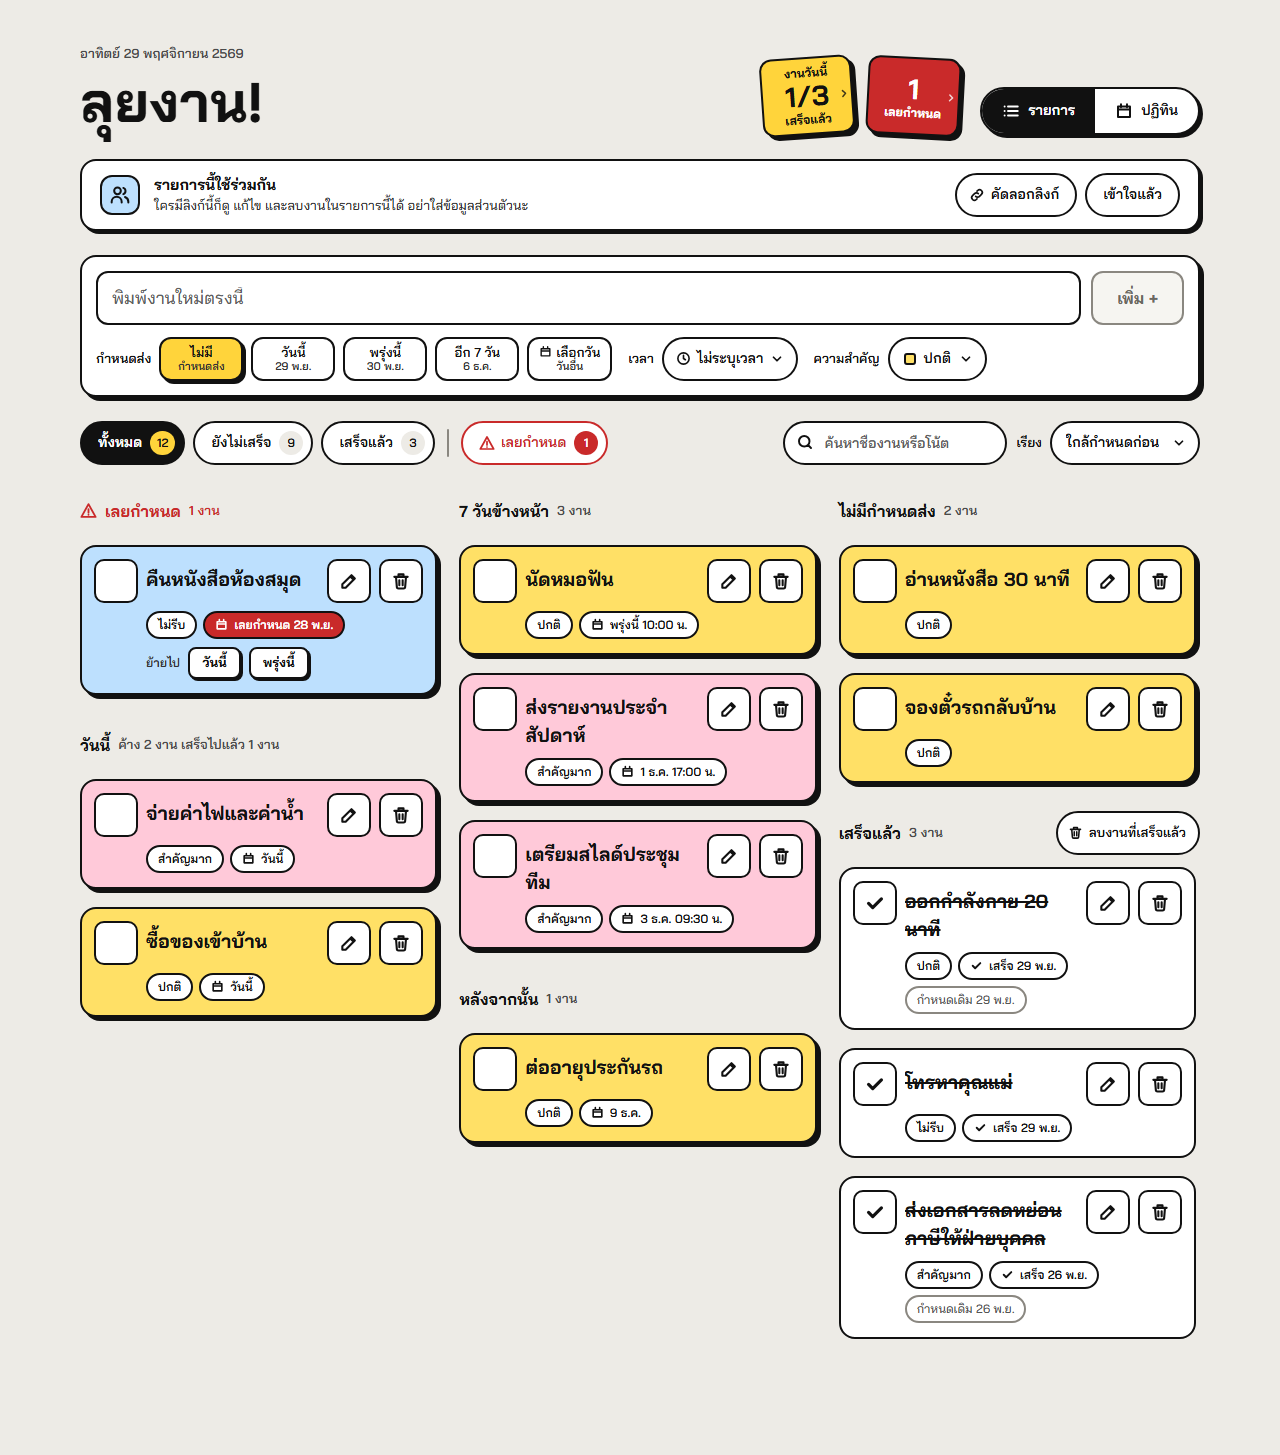 อาทิตย์ 29 พฤศจิกายน 2569
ลุยงาน!
งานวันนี้
1/3
เสร็จแล้ว
1
เลยกำหนด
รายการ
ปฏิทิน
รายการนี้ใช้ร่วมกัน
ใครมีลิงก์นี้ก็ดู แก้ไข และลบงานในรายการนี้ได้ อย่าใส่ข้อมูลส่วนตัวนะ
คัดลอกลิงก์
เข้าใจแล้ว
พิมพ์งานใหม่ตรงนี้
เพิ่ม +
กำหนดส่ง
ไม่มี
กำหนดส่ง
วันนี้
29 พ.ย.
พรุ่งนี้
30 พ.ย.
อีก 7 วัน
6 ธ.ค.
เลือกวัน
วันอื่น
เวลา
ไม่ระบุเวลา
ความสำคัญ
ปกติ
ทั้งหมด 12
ยังไม่เสร็จ 9
เสร็จแล้ว 3
เลยกำหนด 1
ค้นหาชื่องานหรือโน้ต
เรียง
ใกล้กำหนดก่อน
เลยกำหนด 1 งาน
คืนหนังสือห้องสมุด
ไม่รีบ
เลยกำหนด 28 พ.ย.
ย้ายไป
วันนี้
พรุ่งนี้
วันนี้ ค้าง 2 งาน เสร็จไปแล้ว 1 งาน
จ่ายค่าไฟและค่าน้ำ
สำคัญมาก
วันนี้
ซื้อของเข้าบ้าน
ปกติ
วันนี้
7 วันข้างหน้า 3 งาน
นัดหมอฟัน
ปกติ
พรุ่งนี้ 10:00 น.
ส่งรายงานประจำ
สัปดาห์
สำคัญมาก
1 ธ.ค. 17:00 น.
เตรียมสไลด์ประชุม
ทีม
สำคัญมาก
3 ธ.ค. 09:30 น.
หลังจากนั้น 1 งาน
ต่ออายุประกันรถ
ปกติ
9 ธ.ค.
ไม่มีกำหนดส่ง 2 งาน
อ่านหนังสือ 30 นาที
ปกติ
จองตั๋วรถกลับบ้าน
ปกติ
เสร็จแล้ว 3 งาน
ลบงานที่เสร็จแล้ว
ออกกำลังกาย 20
นาที
ปกติ
เสร็จ 29 พ.ย.
กำหนดเดิม 29 พ.ย.
โทรหาคุณแม่
ไม่รีบ
เสร็จ 29 พ.ย.
ส่งเอกสารลดหย่อน
ภาษีให้ฝ่ายบุคคล
สำคัญมาก
เสร็จ 26 พ.ย.
กำหนดเดิม 26 พ.ย.